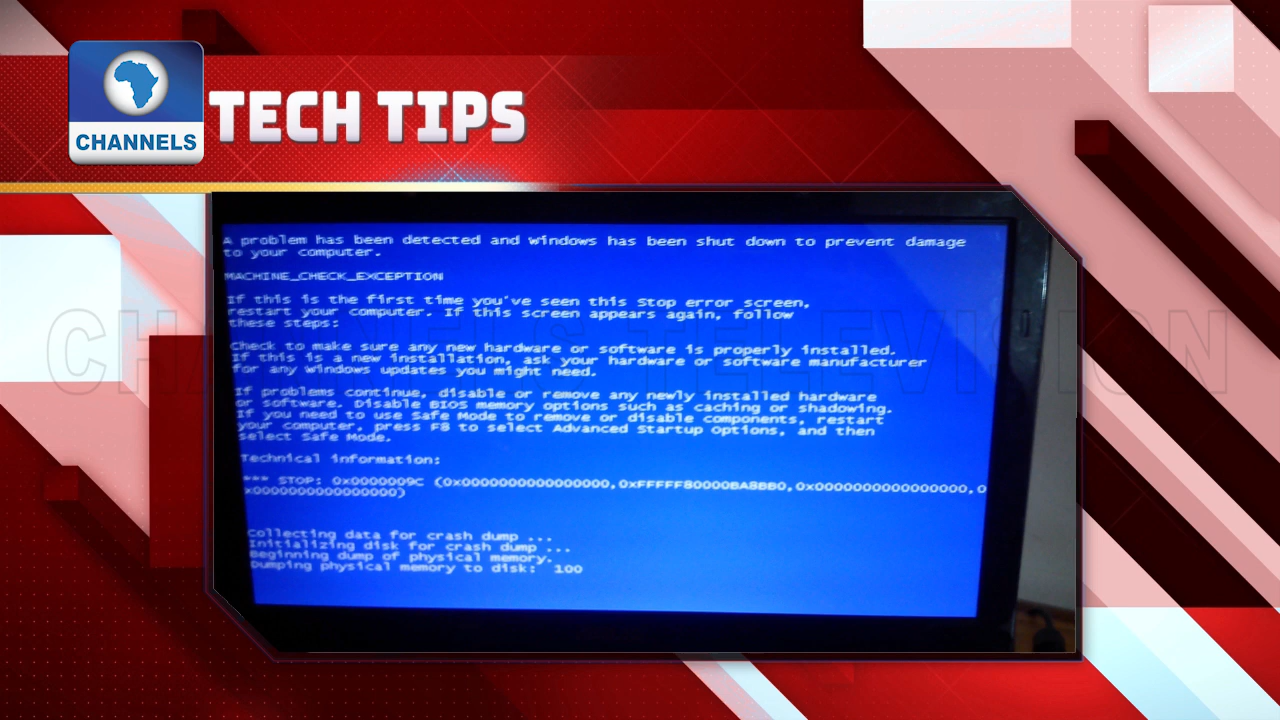 CHANNELS
TECH TIPS
A problem has been detected and Windows has been shut down to prevent damage
to your computer.
MACHINE_CHECK_EXCEPTION
If this is the first time you've seen this Stop error screen,
restart your computer. If this screen appears again, follow
these steps:
Check to make sure any new hardware or software is properly installed.
If this is a new installation, ask your hardware or software manufacturer
for any Windows updates you might need.
If problems continue, disable or remove any newly installed hardware
or software. Disable BIOS memory options such as caching or shadowing.
If you need to use Safe Mode to remove or disable components, restart
your computer, press F8 to select Advanced Startup Options, and then
select Safe Mode.
Technical information:
*** STOP: 0x0000009C (0x0000000000000000,0xFFFFF80000BA8BB0,0x0000000000000000,0
x0000000000000000)
Collecting data for crash dump ...
Initializing disk for crash dump ...
Beginning dump of physical memory.
Dumping physical memory to disk: 100
CHANNELS TELEVISION